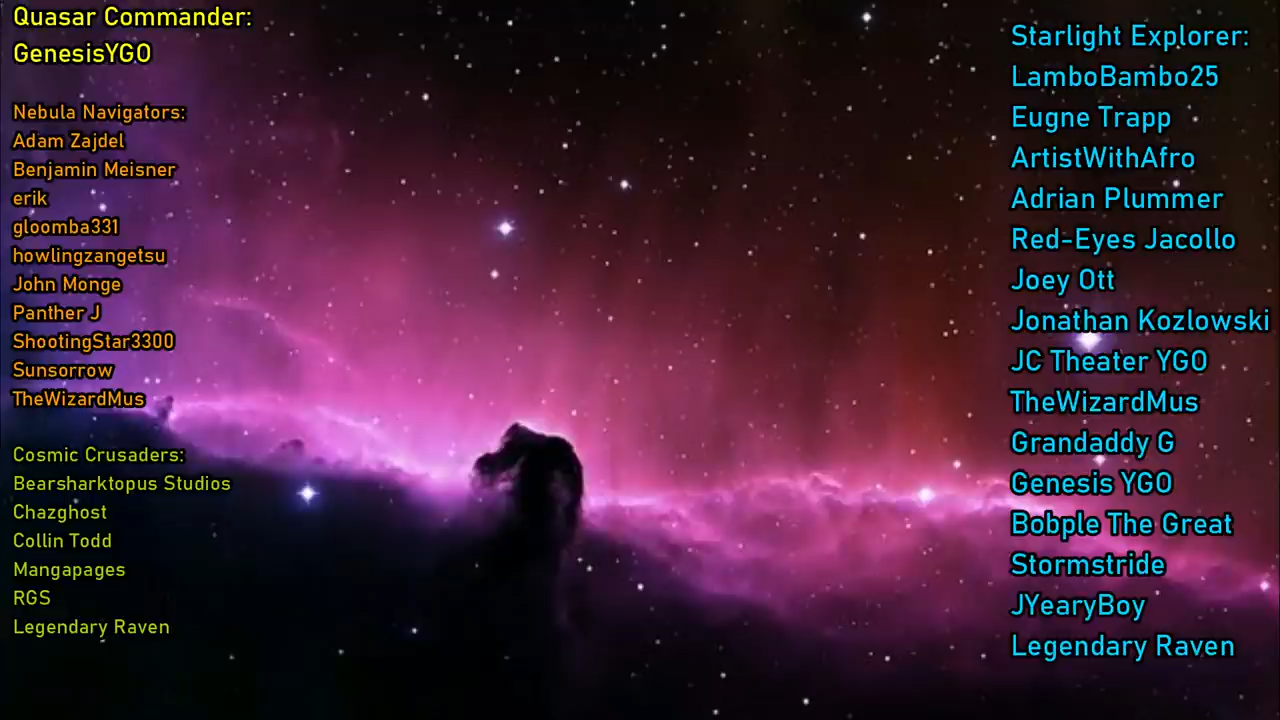 Quasar Commander:
GenesisYGO
Nebula Navigators:
Adam Zajdel
Benjamin Meisner
erik
gloomba331
howlingzangetsu
John Monge
Panther J
ShootingStar3300
Sunsorrow
TheWizardMus
Cosmic Crusaders:
Bearsharktopus Studios
Chazghost
Collin Todd
Mangapages
RGS
Legendary Raven
Starlight Explorer:
LamboBambo25
Eugne Trapp
ArtistWithAfro
Adrian Plummer
Red-Eyes Jacollo
Joey Ott
Jonathan Kozlowski
JC Theater YGO
TheWizardMus
Grandaddy G
Genesis YGO
Bobple The Great
Stormstride
JYearyBoy
Legendary Raven